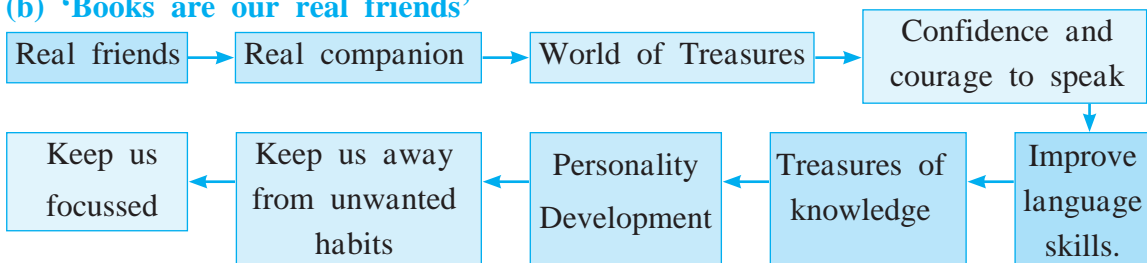 (b) ‘Books are our real friends’
Real friends
Real companion
World of Treasures
Confidence and
courage to speak
Improve
language
skills.
Treasures of
knowledge
Personality
Development
Keep us away
from unwanted
habits
Keep us
focussed